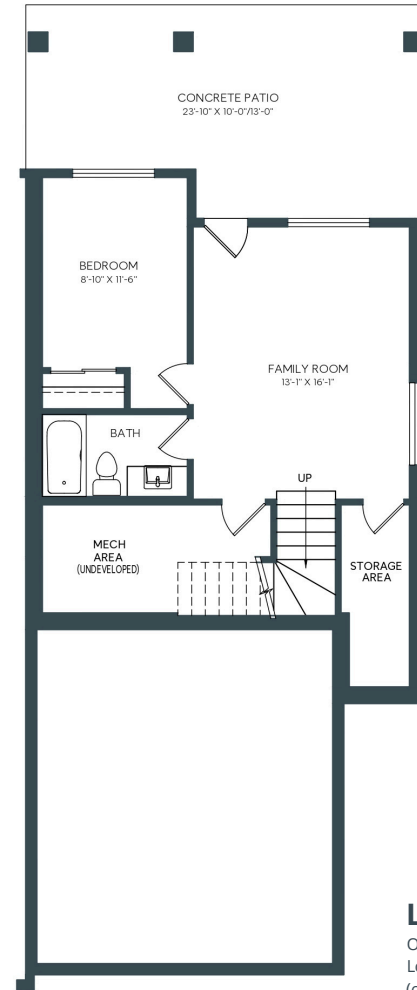 CONCRETE PATIO
23'-10" X 10'-0"/13'-0"
BEDROOM
8'-10" X 11'-6"
FAMILY ROOM
13'-1" X 16'-1"
BATH
UP
MECH
AREA
(UNDEVELOPED)
STORAGE
AREA